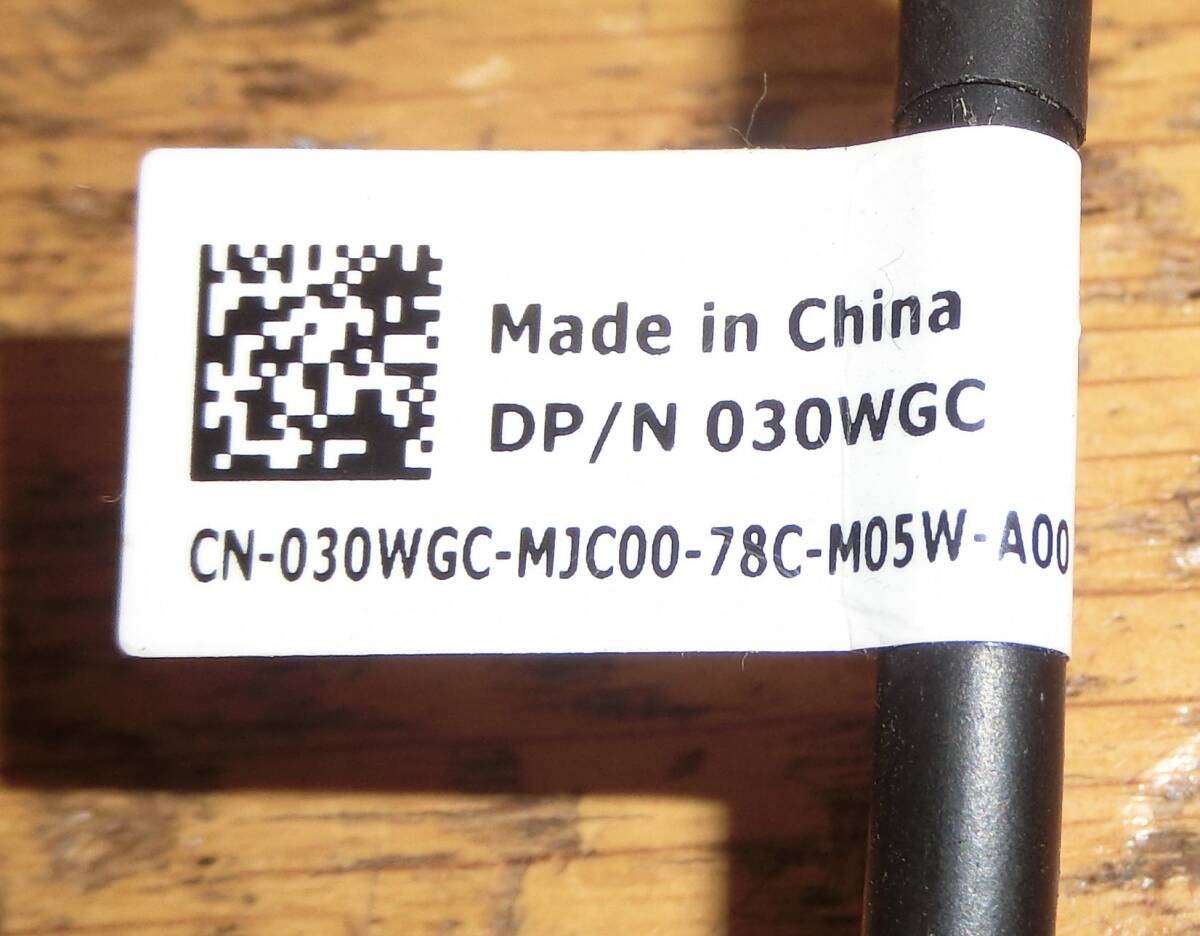 Made in China
DP/N 030WGC
CN-030WGC-MJC00-78C-M05W-A00